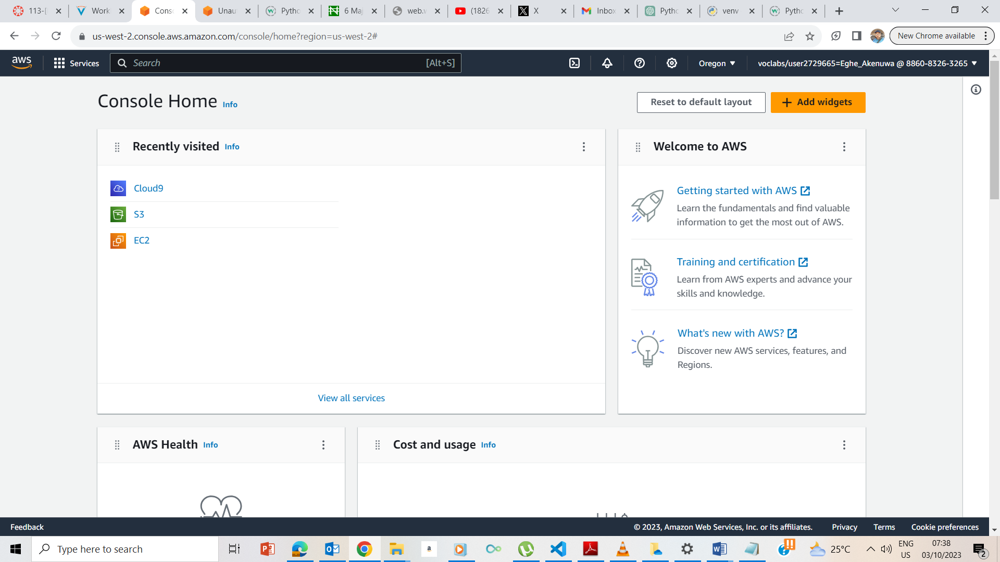 113-[
Work
Conso
Unau
Pytho
6 Maj
web.v
(1826
X
Inbox
Pytho
venv
Pytho
us-west-2.console.aws.amazon.com/console/home?region=us-west-2#
New Chrome available
aws
Services
Search
[Alt+S]
Oregon
voclabs/user2729665=Eghe_Akenuwa @ 8860-8326-3265
Console Home Info
Reset to default layout
Add widgets
Recently visited Info
Cloud9
S3
EC2
View all services
Welcome to AWS
Getting started with AWS
Learn the fundamentals and find valuable
information to get the most out of AWS.
Training and certification
Learn from AWS experts and advance your
skills and knowledge.
What's new with AWS?
Discover new AWS services, features, and
Regions.
AWS Health Info
Cost and usage Info
Feedback
© 2023, Amazon Web Services, Inc. or its affiliates.
Privacy
Terms
Cookie preferences
Type here to search
a
25°C
ENG
US
07:38
03/10/2023
2